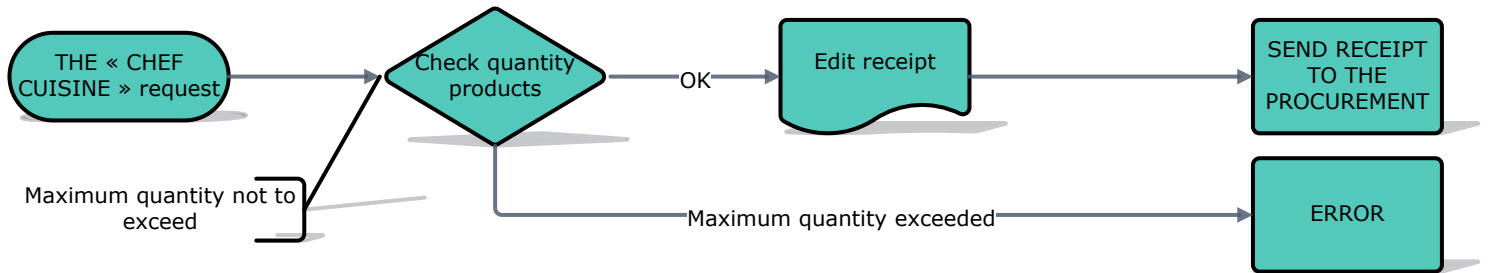 THE « CHEF
CUISINE » request
Check quantity
products
OK
Edit receipt
SEND RECEIPT
TO THE
PROCUREMENT
Maximum quantity not to
exceed
Maximum quantity exceeded
ERROR